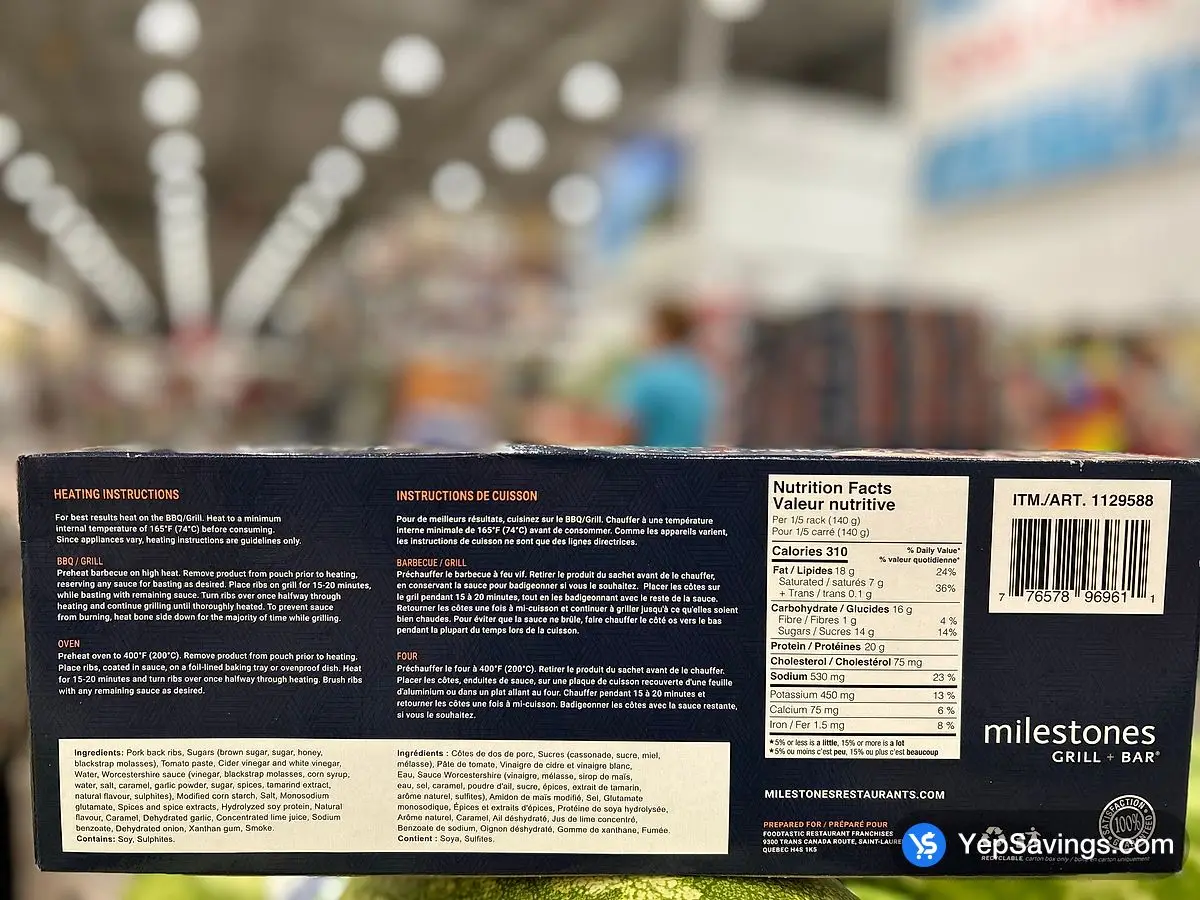 HEATING INSTRUCTIONS
For best results heat on the BBQ/Grill. Heat to a minimum
internal temperature of 165°F (74°C) before consuming.
Since appliances vary, heating instructions are guidelines only.
BBQ / GRILL
Preheat barbecue on high heat. Remove product from pouch prior to heating,
reserving any sauce for basting as desired. Place ribs on grill for 15-20 minutes,
while basting with remaining sauce. Turn ribs over once halfway through
heating and continue grilling until thoroughly heated. To prevent sauce
from burning, heat bone side down for the majority of time while grilling.
OVEN
Preheat oven to 400°F (200°C). Remove product from pouch prior to heating.
Place ribs, coated in sauce, on a foil-lined baking tray or ovenproof dish. Heat
for 15-20 minutes and turn ribs over once halfway through heating. Brush ribs
with any remaining sauce as desired.
Ingredients: Pork back ribs, Sugars (brown sugar, sugar, honey,
blackstrap molasses), Tomato paste, Cider vinegar and white vinegar,
Water, Worcestershire sauce (vinegar, blackstrap molasses, corn syrup,
water, salt, caramel, garlic powder, sugar, spices, tamarind extract,
natural flavour, sulphites), Modified corn starch, Salt, Monosodium
glutamate, Spices and spice extracts, Hydrolyzed soy protein, Natural
flavour, Caramel, Dehydrated garlic, Concentrated lime juice, Sodium
benzoate, Dehydrated onion, Xanthan gum, Smoke.
Contains: Soy, Sulphites.
INSTRUCTIONS DE CUISSON
Pour de meilleurs résultats, cuisinez sur le BBQ/Grill. Chauffer à une température
interne minimale de 165°F (74°C) avant de consommer. Comme les appareils varient,
les instructions de cuisson ne sont que des lignes directrices.
BARBECUE / GRILL
Préchauffer le barbecue à feu vif. Retirer le produit du sachet avant de le chauffer,
en conservant la sauce pour badigeonner si vous le souhaitez. Placer les côtes sur
le gril pendant 15 à 20 minutes, tout en les badigeonnant avec le reste de la sauce.
Retourner les côtes une fois à mi-cuisson et continuer à griller jusqu'à ce qu'elles soient
bien chaudes. Pour éviter que la sauce ne brûle, faire chauffer le côté os vers le bas
pendant la plupart du temps lors de la cuisson.
FOUR
Préchauffer le four à 400°F (200°C). Retirer le produit du sachet avant de le chauffer.
Placer les côtes, enduites de sauce, sur une plaque de cuisson recouverte d'une feuille
d'aluminium ou dans un plat allant au four. Chauffer pendant 15 à 20 minutes et
retourner les côtes une fois à mi-cuisson. Badigeonner les côtes avec la sauce restante,
si vous le souhaitez.
Ingrédients : Côtes de dos de porc, Sucres (cassonade, sucre, miel,
mélasse), Pâte de tomate, Vinaigre de cidre et vinaigre blanc,
Eau, Sauce Worcestershire (vinaigre, mélasse, sirop de maïs,
eau, sel, caramel, poudre d'ail, sucre, épices, extrait de tamarin,
arôme naturel, sulfites), Amidon de maïs modifié, Sel, Glutamate
monosodique, Épices et extraits d'épices, Protéine de soya hydrolysée,
Arôme naturel, Caramel, Ail déshydraté, Jus de lime concentré,
Benzoate de sodium, Oignon déshydraté, Gomme de xanthane, Fumée.
Contient : Soya, Sulfites.
Nutrition Facts
Valeur nutritive
Per 1/5 rack (140 g)
Pour 1/5 carré (140 g)
Calories 310 % Daily Value*
% valeur quotidienne*
Fat / Lipides 18 g 24%
Saturated / saturés 7 g
+ Trans / trans 0.1 g 36%
Carbohydrate / Glucides 16 g
Fibre / Fibres 1 g 4 %
Sugars / Sucres 14 g 14%
Protein / Protéines 20 g
Cholesterol / Cholestérol 75 mg
Sodium 530 mg 23 %
Potassium 450 mg 13 %
Calcium 75 mg 6 %
Iron / Fer 1.5 mg 8 %
*5% or less is a little, 15% or more is a lot
*5% ou moins c'est peu, 15% ou plus c'est beaucoup
MILESTONESRESTAURANTS.COM
PREPARED FOR / PRÉPARÉ POUR
FOODTASTIC RESTAURANT FRANCHISES
9300 TRANS CANADA ROUTE, SAINT-LAURE
QUEBEC H4S 1K5
ITM./ART. 1129588
7 76578 96961 1
milestones
GRILL + BAR®
SATISFACTION
100%
RECYCLABLE, carton box only / boîte en carton uniquement
YepSavings.com